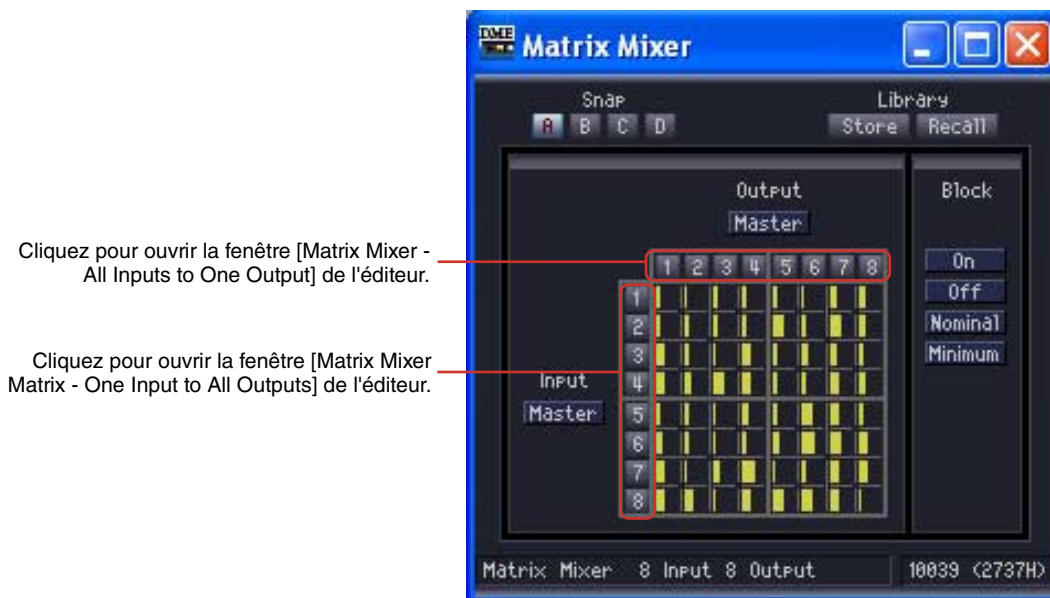 DME
Matrix Mixer
Snap
Library
A B C D
Store Recall
Output
Block
Master
Cliquez pour ouvrir la fenêtre [Matrix Mixer -
All Inputs to One Output] de l'éditeur.
1 2 3 4 5 6 7 8
On
1
Off
2
Nominal
3
Minimum
Cliquez pour ouvrir la fenêtre [Matrix Mixer
Matrix - One Input to All Outputs] de l'éditeur.
Input
4
Master
5
6
7
8
Matrix Mixer 8 Input 8 Output
10039 (2737H)